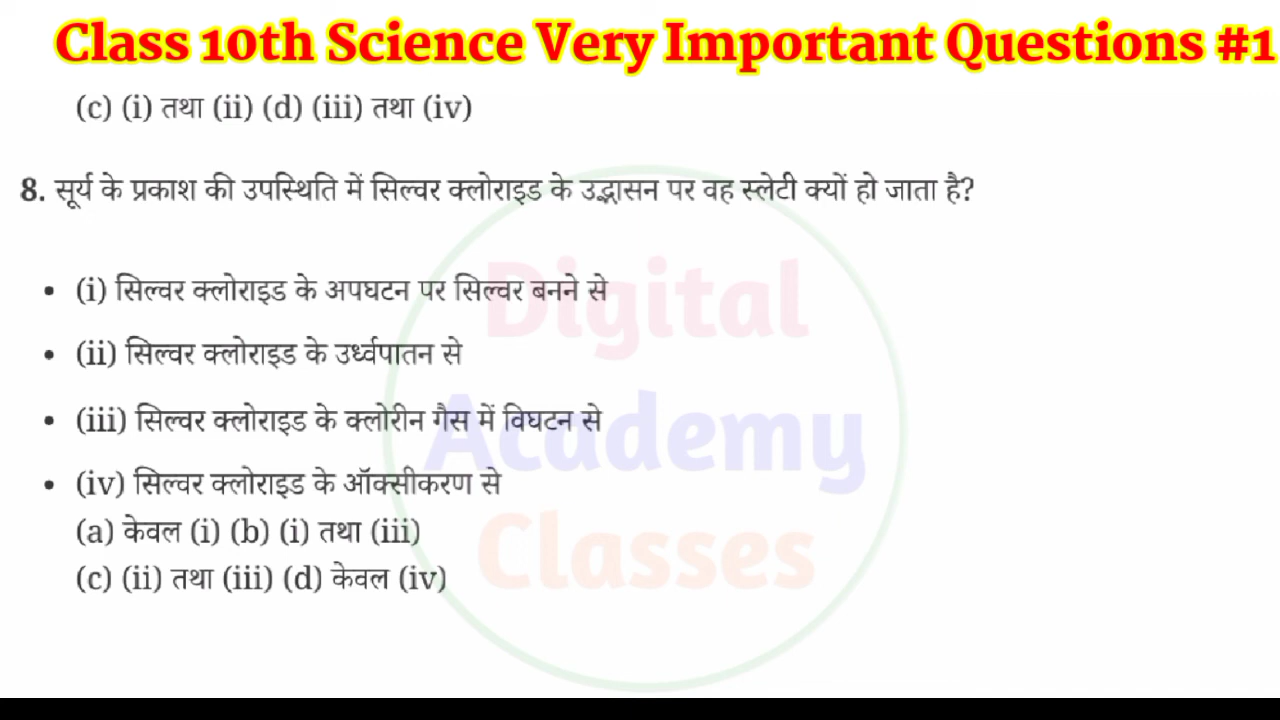 Class 10th Science Very Important Questions #1
(c) (i) तथा (ii) (d) (iii) तथा (iv)
8. सूर्य के प्रकाश की उपस्थिति में सिल्वर क्लोराइड के उद्भासन पर वह स्लेटी क्यों हो जाता है?
• (i) सिल्वर क्लोराइड के अपघटन पर सिल्वर बनने से
• (ii) सिल्वर क्लोराइड के उर्ध्वपातन से
• (iii) सिल्वर क्लोराइड के क्लोरीन गैस में विघटन से
• (iv) सिल्वर क्लोराइड के ऑक्सीकरण से
(a) केवल (i) (b) (i) तथा (iii)
(c) (ii) तथा (iii) (d) केवल (iv)
Digital
Academy
Classes